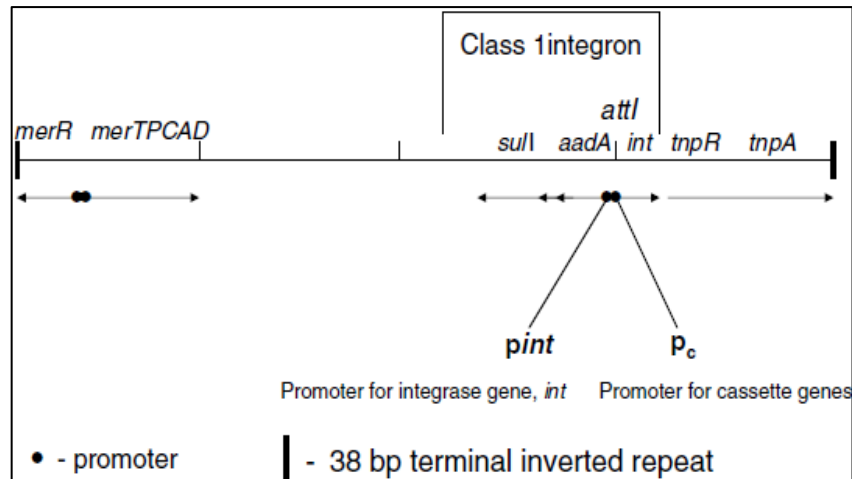 Class 1integron
attI
merR merTPCAD
sulI aadA int tnpR tnpA
pint pc
Promoter for integrase gene, int Promoter for cassette genes
• - promoter | - 38 bp terminal inverted repeat